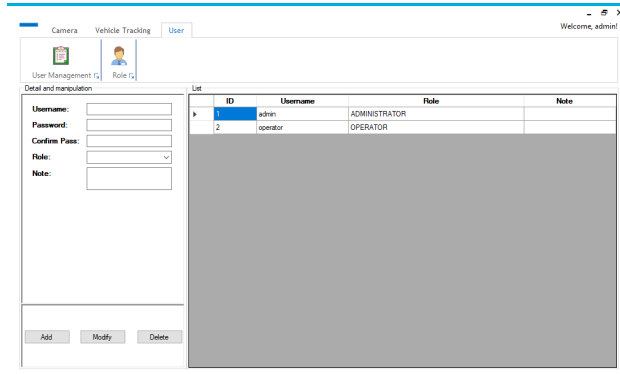 Welcome, admin!
Camera Vehicle Tracking User
User Management Role
Detail and manipulation
Username:
Password:
Confirm Pass:
Role:
Note:
Add Modify Delete
List
ID Username Role Note
1 admin ADMINISTRATOR
2 operator OPERATOR